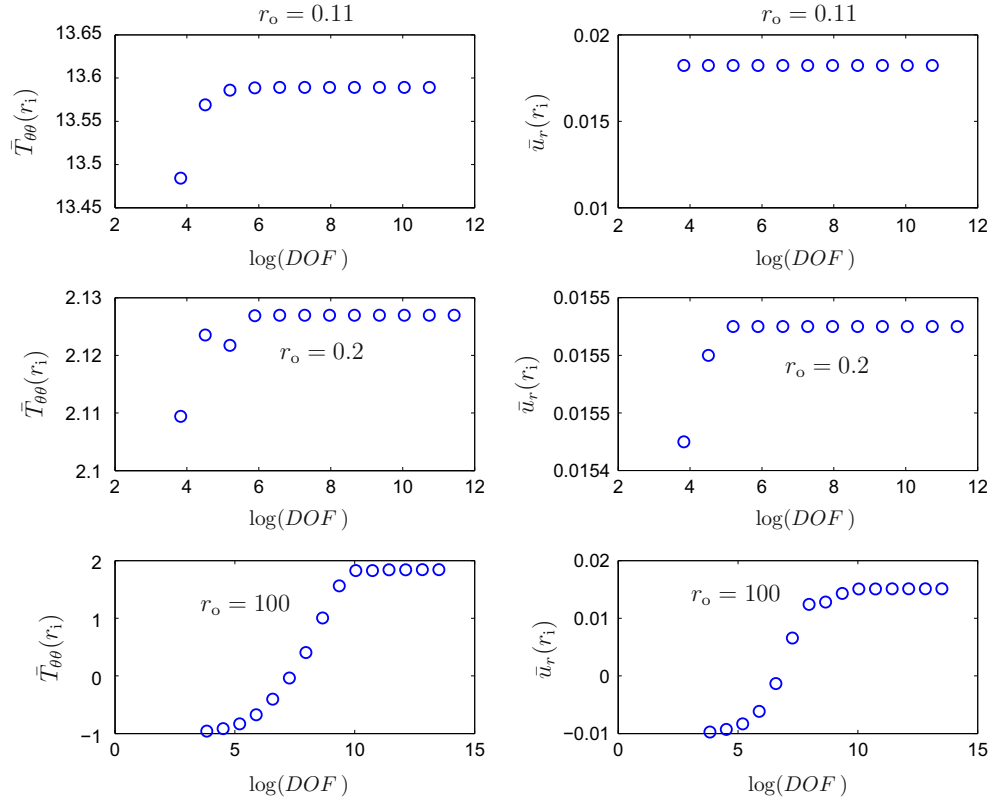 r_o = 0.11
13.65
13.6
13.55
13.5
13.45
2 4 6 8 10 12
T̄_θθ(r_i)
log(DOF)
r_o = 0.11
0.02
0.015
0.01
2 4 6 8 10 12
ū_r(r_i)
log(DOF)
2.13
2.12
2.11
2.1
2 4 6 8 10 12
T̄_θθ(r_i)
r_o = 0.2
log(DOF)
0.0155
0.0155
0.0155
0.0154
2 4 6 8 10 12
ū_r(r_i)
r_o = 0.2
log(DOF)
2
1
0
−1
0 5 10 15
T̄_θθ(r_i)
r_o = 100
log(DOF)
0.02
0.01
0
−0.01
0 5 10 15
ū_r(r_i)
r_o = 100
log(DOF)